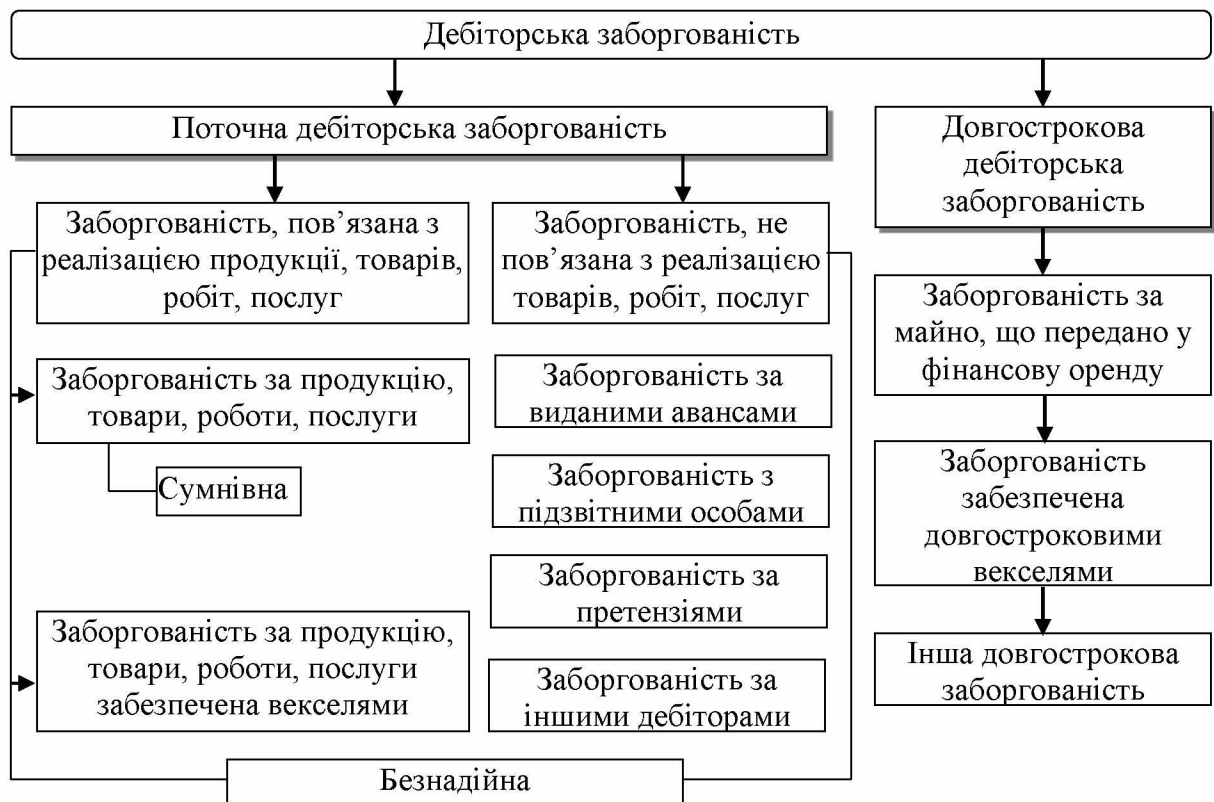 Дебіторська заборгованість
Поточна дебіторська заборгованість
Довгострокова
дебіторська
заборгованість
Заборгованість, пов’язана з
реалізацією продукції, товарів,
робіт, послуг
Заборгованість, не
пов’язана з реалізацією
товарів, робіт, послуг
Заборгованість за
майно, що передано у
фінансову оренду
Заборгованість за продукцію,
товари, роботи, послуги
Заборгованість за
виданими авансами
Сумнівна
Заборгованість з
підзвітними особами
Заборгованість
забезпечена
довгостроковими
векселями
Заборгованість за
претензіями
Заборгованість за продукцію,
товари, роботи, послуги
забезпечена векселями
Заборгованість за
іншими дебіторами
Інша довгострокова
заборгованість
Безнадійна